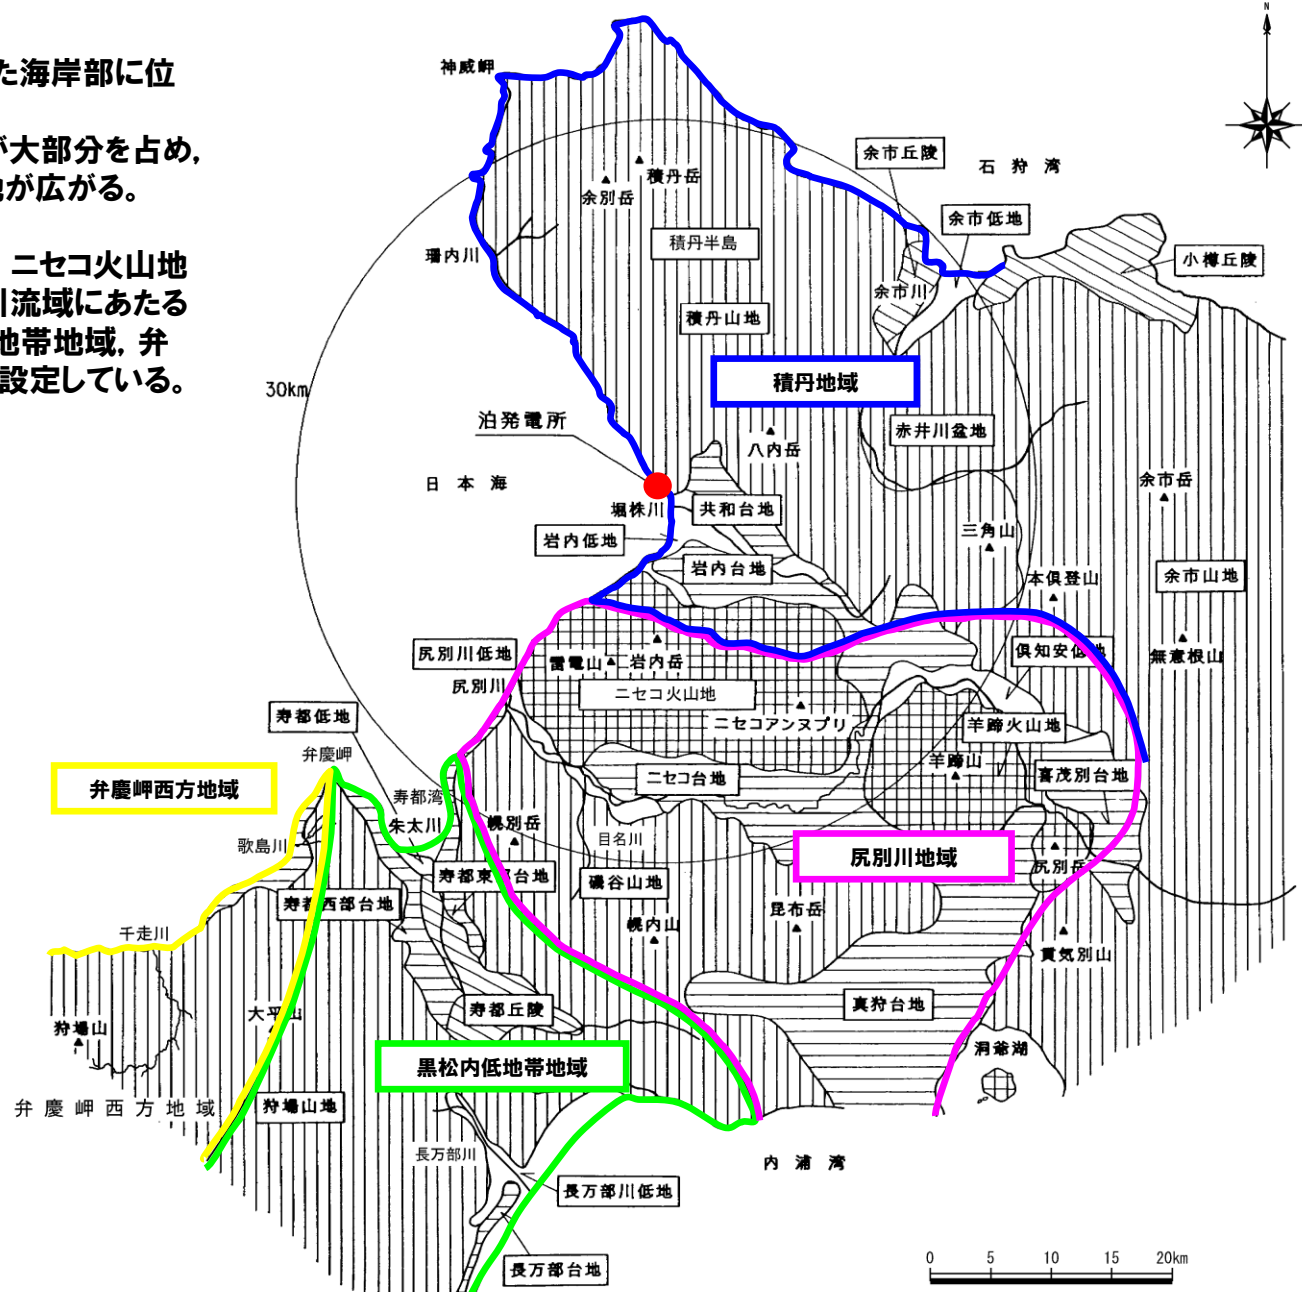 た海岸部に位
が大部分を占め，
地が広がる。
ニセコ火山地
川流域にあたる
地帯地域，弁
設定している。
N
神威岬
余市丘陵
石狩湾
積丹岳
余別岳
余市低地
積丹半島
小樽丘陵
珊内川
余市川
積丹山地
積丹地域
30km
泊発電所
赤井川盆地
八内岳
日本海
余市岳
堀株川
共和台地
三角山
岩内低地
岩内台地
本倶登山
余市山地
尻別川低地
倶知安低地
雷電山
岩内岳
無意根山
尻別川
ニセコ火山地
寿都低地
ニセコアンヌプリ
羊蹄火山地
弁慶岬
羊蹄山
ニセコ台地
喜茂別台地
弁慶岬西方地域
寿都湾
朱太川
幌別岳
目名川
歌島川
尻別川地域
尻別岳
寿都東部台地
磯谷山地
寿都西部台地
昆布岳
千走川
幌内山
貫気別山
真狩台地
寿都丘陵
大平山
狩場山
洞爺湖
黒松内低地帯地域
弁慶岬西方地域
狩場山地
長万部川
内浦湾
長万部川低地
長万部台地
0 5 10 15 20km